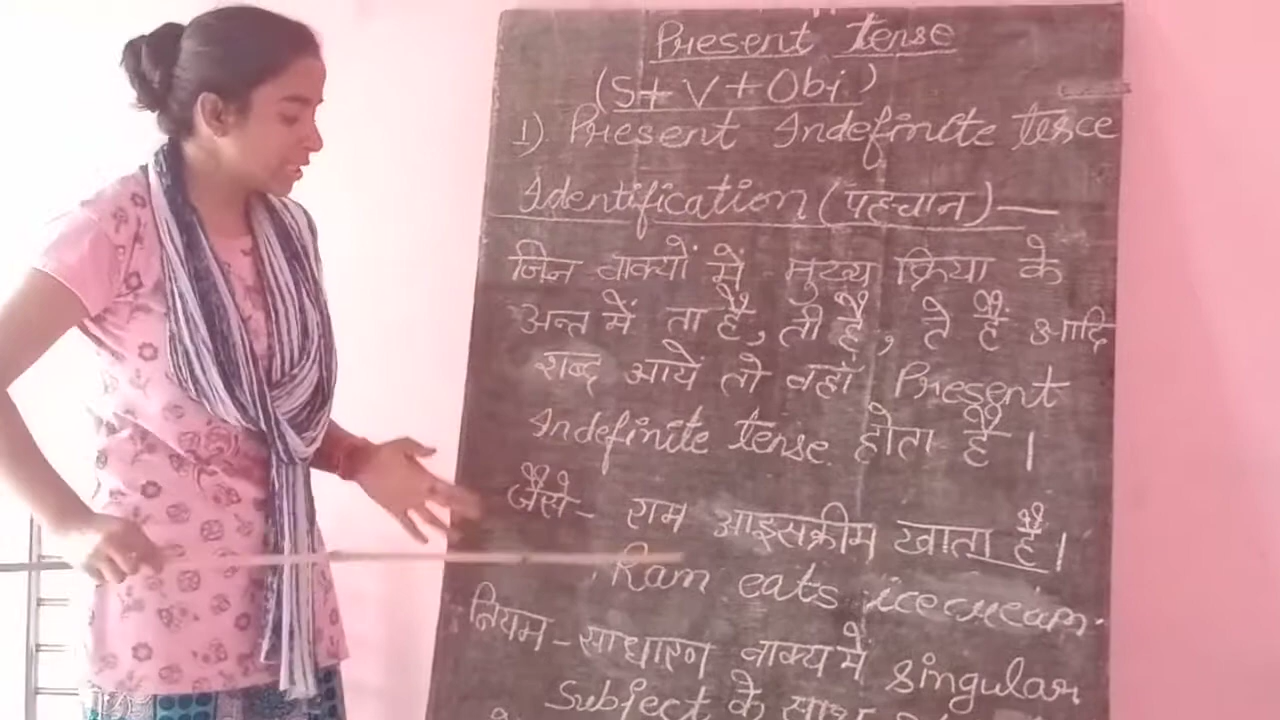 Present Tense
(S+V+Obj)
1). Present Indefinite tesce
Identification (पहचान) —
जिन वाक्यों में मुख्य क्रिया के
अन्त में ता है, ती है, ते हैं आदि
शब्द आयें तो वहाँ Present
Indefinite tense होता है।
जैसे- राम आइसक्रीम खाता है।
Ram eats icecream.
नियम - साधारण वाक्य में singular
Subject के साथ